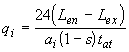 q_i = 24(L_en − L_ex) / a_i(1 − s)t_at